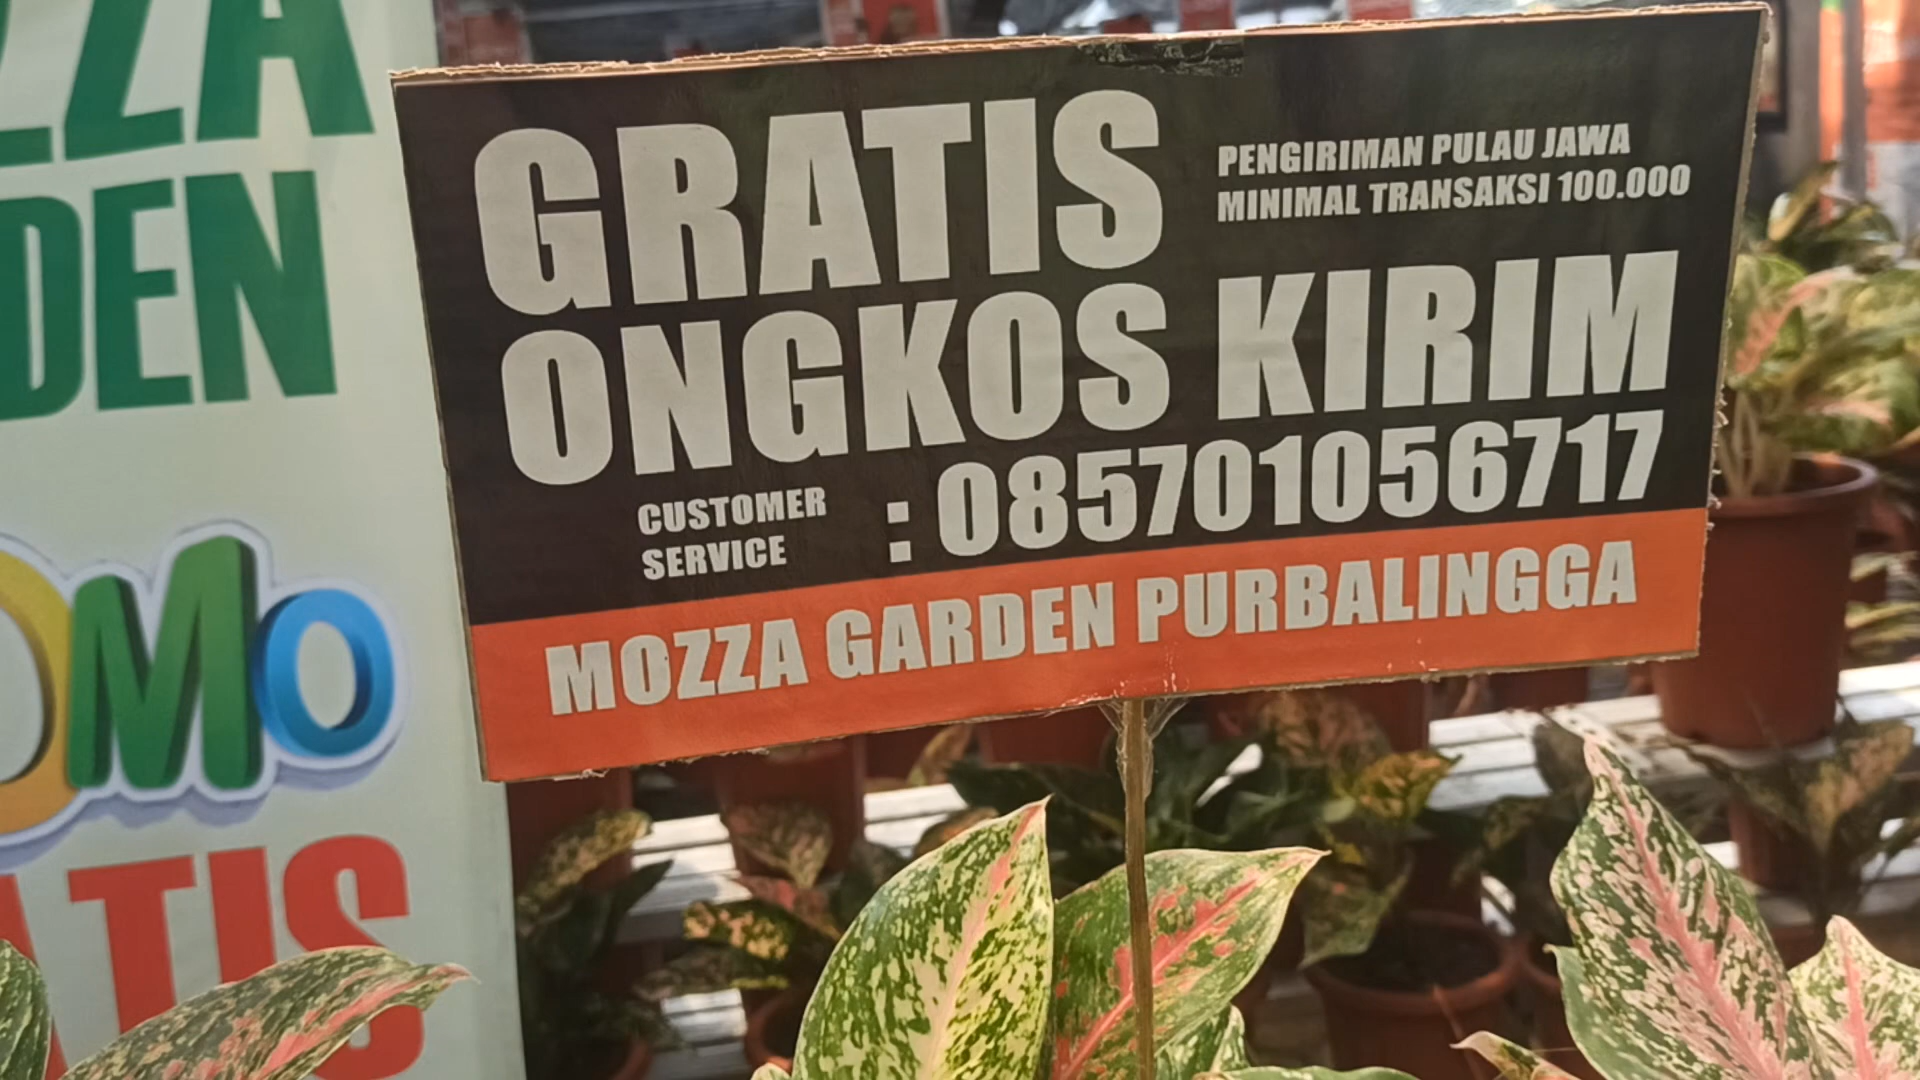 GRATIS
PENGIRIMAN PULAU JAWA
MINIMAL TRANSAKSI 100.000
ONGKOS KIRIM
CUSTOMER
SERVICE
: 085701056717
MOZZA GARDEN PURBALINGGA
ZZA
DEN
OMO
ATIS